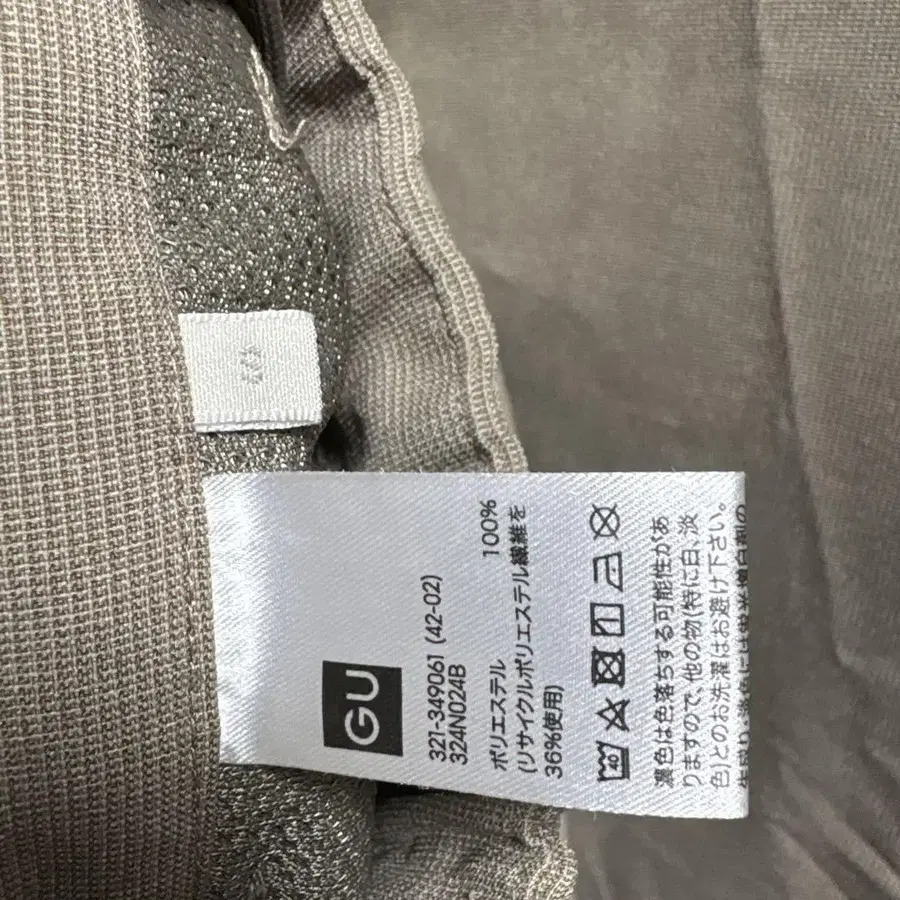 GU
321-349061 (42-02)
324N024B
ポリエステル 100%
(リサイクルポリエステル繊維を
36%使用)
40
濃色は色落ちする可能性があ
りますので、他の物(特に白、淡
色)とのお洗濯はお避け下さい。